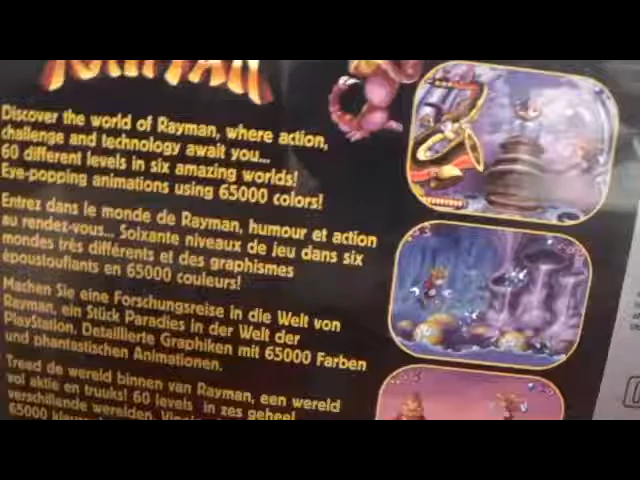 RAYMAN
Discover the world of Rayman, where action,
challenge and technology await you...
60 different levels in six amazing worlds!
Eye-popping animations using 65000 colors!
Entrez dans le monde de Rayman, humour et action
au rendez-vous... Soixante niveaux de jeu dans six
mondes très différents et des graphismes
époustouflants en 65000 couleurs!
Machen Sie eine Forschungsreise in die Welt von
Rayman, ein Stück Paradies in der Welt der
PlayStation. Detaillierte Graphiken mit 65000 Farben
und phantastischen Animationen.
Treed de wereld binnen van Rayman, een wereld
vol aktie en truuks! 60 levels in zes geheel
verschillende werelden.
65000